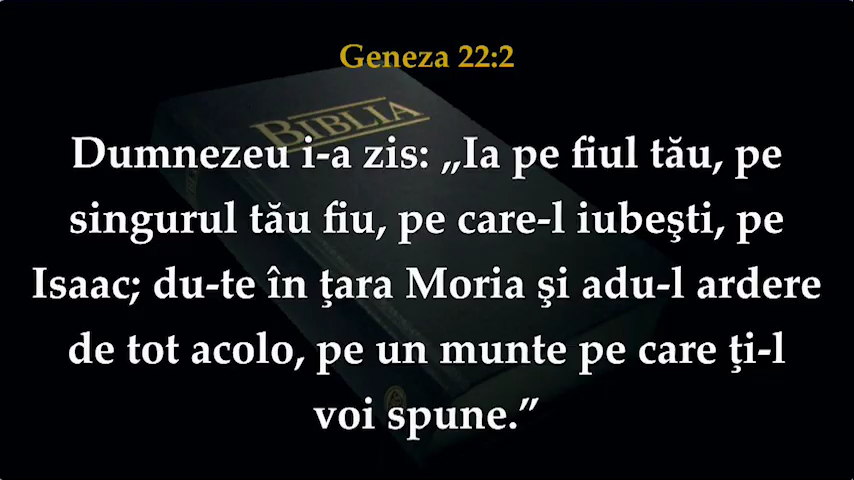 Geneza 22:2
BIBLIA
Dumnezeu i-a zis: „Ia pe fiul tău, pe
singurul tău fiu, pe care-l iubeşti, pe
Isaac; du-te în ţara Moria şi adu-l ardere
de tot acolo, pe un munte pe care ţi-l
voi spune.”